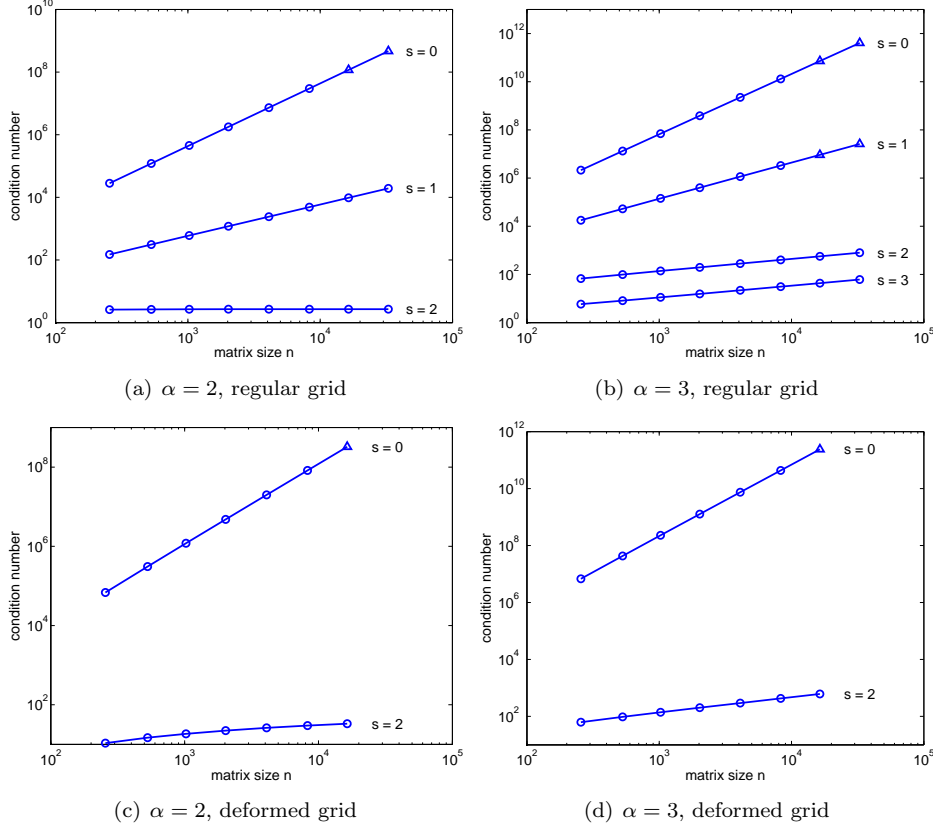 10^10
10^8
10^6
10^4
10^2
10^0
condition number
10^2 10^3 10^4 10^5
matrix size n
s = 0
s = 1
s = 2
(a) α = 2, regular grid
10^12
10^10
10^8
10^6
10^4
10^2
10^0
condition number
10^2 10^3 10^4 10^5
matrix size n
s = 0
s = 1
s = 2
s = 3
(b) α = 3, regular grid
10^8
10^6
10^4
10^2
condition number
10^2 10^3 10^4 10^5
matrix size n
s = 0
s = 2
(c) α = 2, deformed grid
10^12
10^10
10^8
10^6
10^4
10^2
condition number
10^2 10^3 10^4 10^5
matrix size n
s = 0
s = 2
(d) α = 3, deformed grid